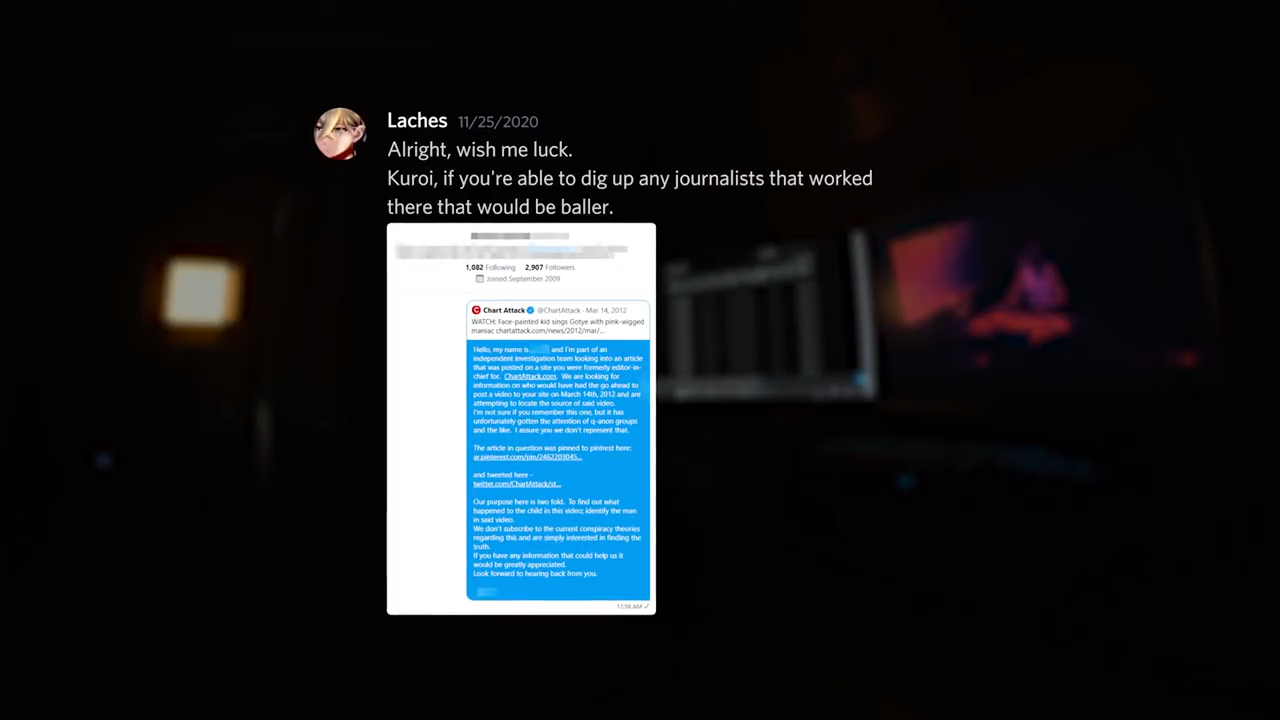 Laches 11/25/2020
Alright, wish me luck.
Kuroi, if you're able to dig up any journalists that worked
there that would be baller.
1,082 Following 2,907 Followers
Joined September 2009
Chart Attack @ChartAttack - Mar 14, 2012
WATCH: Face-painted kid sings Gotye with pink-wigged
maniac chartattack.com/news/2012/mar/...
Hello, my name is and I'm part of an
independent investigation team looking into an article
that was posted on a site you were formerly editor-in-
chief for. ChartAttack.com. We are looking for
information on who would have had the go ahead to
post a video to your site on March 14th, 2012 and are
attempting to locate the source of said video.
I'm not sure if you remember this one, but it has
unfortunately gotten the attention of q-anon groups
and the like. I assure you we don't represent that.
The article in question was pinned to pintrest here:
ar.pinterest.com/pin/2462203045...
and tweeted here -
twitter.com/ChartAttack/st...
Our purpose here is two fold. To find out what
happened to the child in this video; identify the man
in said video.
We don't subscribe to the current conspiracy theories
regarding this and are simply interested in finding the
truth.
If you have any information that could help us it
would be greatly appreciated.
Look forward to hearing back from you.
12:58 AM